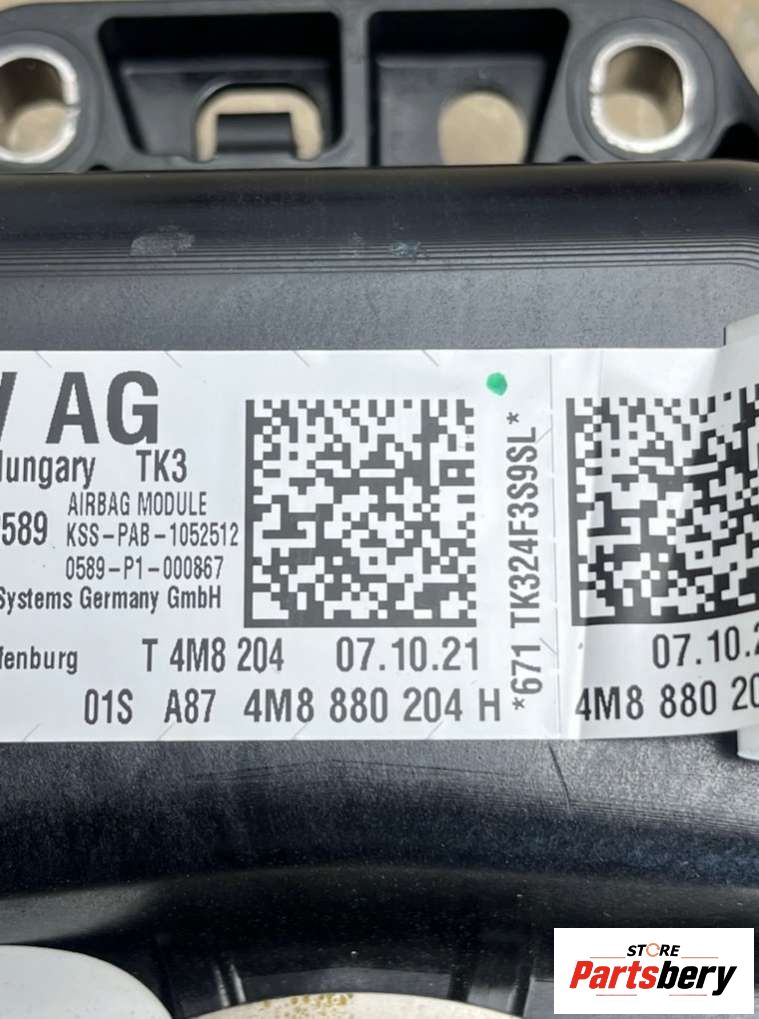 AG
Hungary TK3
589
AIRBAG MODULE
KSS-PAB-1052512
0589-P1-000867
Systems Germany GmbH
fenburg T 4M8 204 07.10.21
01S A87 4M8 880 204 H
*671 TK324F3S9SL*
07.10.2
4M8 880 20
STORE
Partsbery